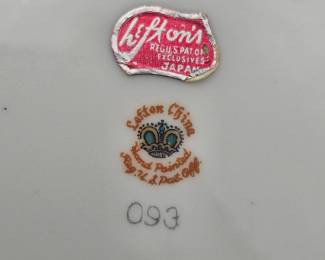 Lefton's
REG.U.S.PAT.OFF.
EXCLUSIVES
JAPAN
Lefton China
Hand Painted
Reg. U.S. Pat. Off.
093